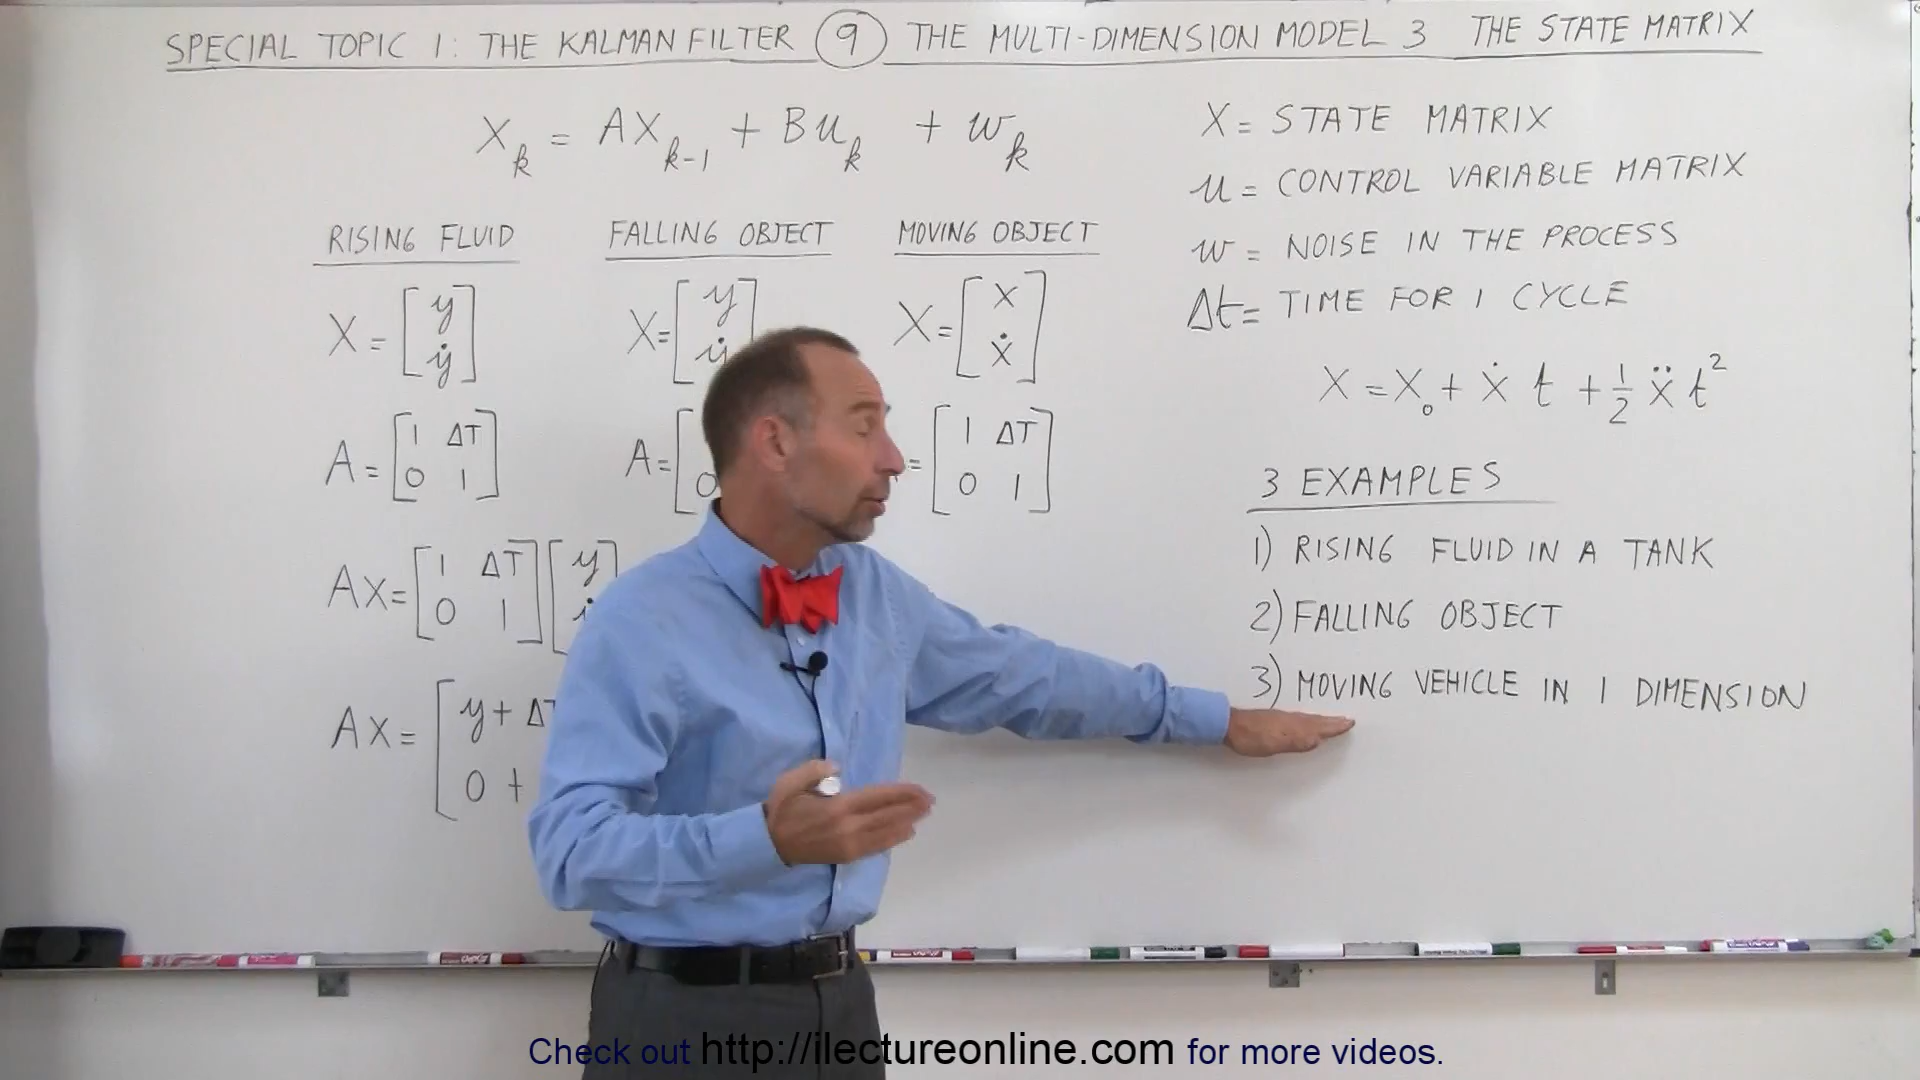 SPECIAL TOPIC 1: THE KALMAN FILTER 9 THE MULTI-DIMENSION MODEL 3 THE STATE MATRIX
X_k = AX_{k-1} + Bu_k + w_k
RISING FLUID
X = [y
ẏ]
A = [1 ΔT
0 1]
AX = [1 ΔT
0 1] [y
AX = [y + ΔT
0 +
FALLING OBJECT
X = [y
ẏ]
A = [
0
MOVING OBJECT
X = [x
ẋ]
= [1 ΔT
0 1]
X = STATE MATRIX
u = CONTROL VARIABLE MATRIX
w = NOISE IN THE PROCESS
Δt = TIME FOR 1 CYCLE
X = X₀ + ẋ t + ½ ẍ t²
3 EXAMPLES
1) RISING FLUID IN A TANK
2) FALLING OBJECT
3) MOVING VEHICLE IN 1 DIMENSION
Check out http://ilectureonline.com for more videos.